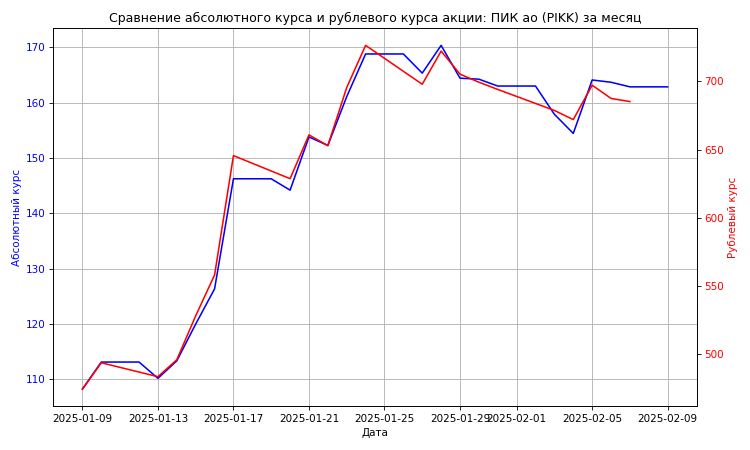 Сравнение абсолютного курса и рублевого курса акции: ПИК ао (PIKK) за месяц
170
160
150
140
130
120
110
Абсолютный курс
700
650
600
550
500
Рублевый курс
2025-01-09 2025-01-13 2025-01-17 2025-01-21 2025-01-25 2025-01-29 2025-02-01 2025-02-05 2025-02-09
Дата